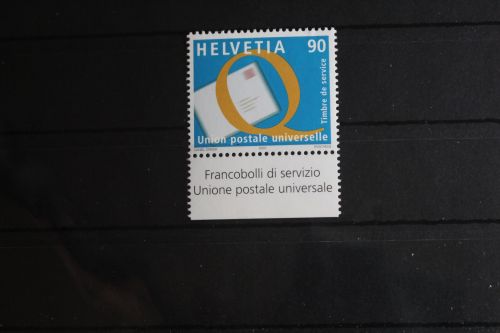 HELVETIA 90
Timbre de service
Q
Union postale universelle
Francobolli di servizio
Unione postale universale